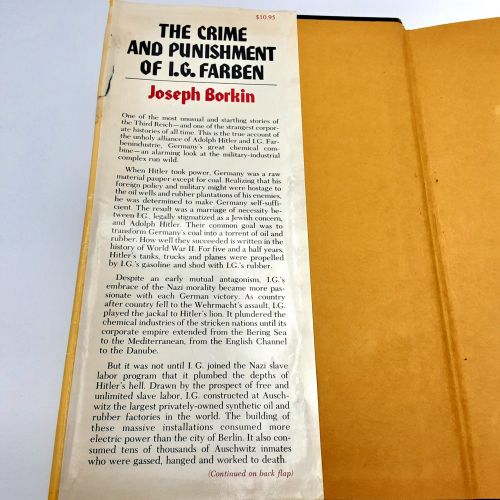 $10.95
THE CRIME
AND PUNISHMENT
OF I.G. FARBEN
Joseph Borkin
One of the most unusual and startling stories of
the Third Reich—and one of the strangest corpor-
ate histories of all time. This is the true account of
the unholy alliance of Adolph Hitler and I.G. Far-
benindustrie, Germany's great chemical com-
bine—an alarming look at the military-industrial
complex run wild.
When Hitler took power, Germany was a raw
material pauper except for coal. Realizing that his
foreign policy and military might were hostage to
the oil wells and rubber plantations of his enemies,
he was determined to make Germany self-suffi-
cient. The result was a marriage of necessity be-
tween I.G., legally stigmatized as a Jewish concern,
and Adolph Hitler. Their common goal was to
transform Germany's coal into a torrent of oil and
rubber. How well they succeeded is written in the
history of World War II. For five and a half years,
Hitler's tanks, trucks and planes were propelled
by I.G.'s gasoline and shod with I.G.'s rubber.
Despite an early mutual antagonism, I.G.'s
embrace of the Nazi morality became more pas-
sionate with each German victory. As country
after country fell to the Wehrmacht's assault, I.G.
played the jackal to Hitler's lion. It plundered the
chemical industries of the stricken nations until its
corporate empire extended from the Bering Sea
to the Mediterranean, from the English Channel
to the Danube.
But it was not until I.G. joined the Nazi slave
labor program that it plumbed the depths of
Hitler's hell. Drawn by the prospect of free and
unlimited slave labor, I.G. constructed atAusch-
witz the largest privately-owned synthetic oil and
rubber factories in the world. The building of
these massive installations consumed more
electric power than the city of Berlin. It also con-
sumed tens of thousands of Auschwitz inmates
who were gassed, hanged and worked to death.
(Continued on back flap)